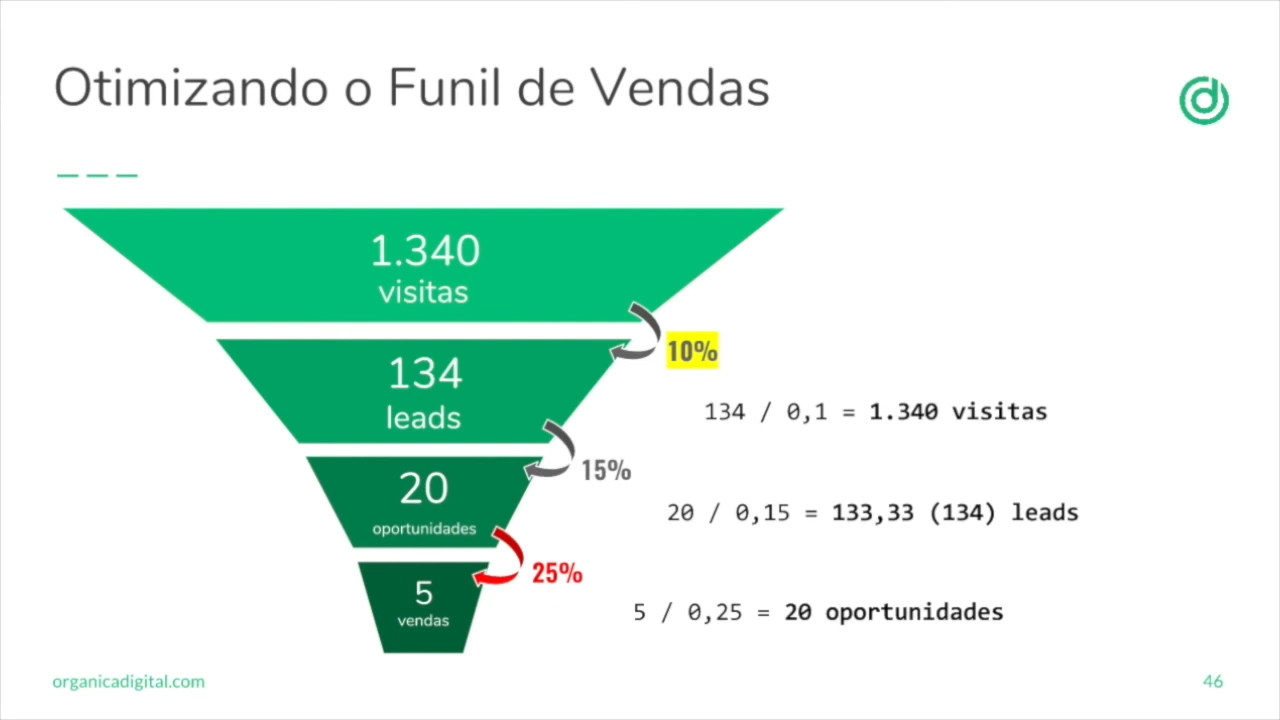 Otimizando o Funil de Vendas
1.340
visitas
10%
134
leads
134 / 0,1 = 1.340 visitas
15%
20
oportunidades
20 / 0,15 = 133,33 (134) leads
25%
5
vendas
5 / 0,25 = 20 oportunidades
organicadigital.com
46